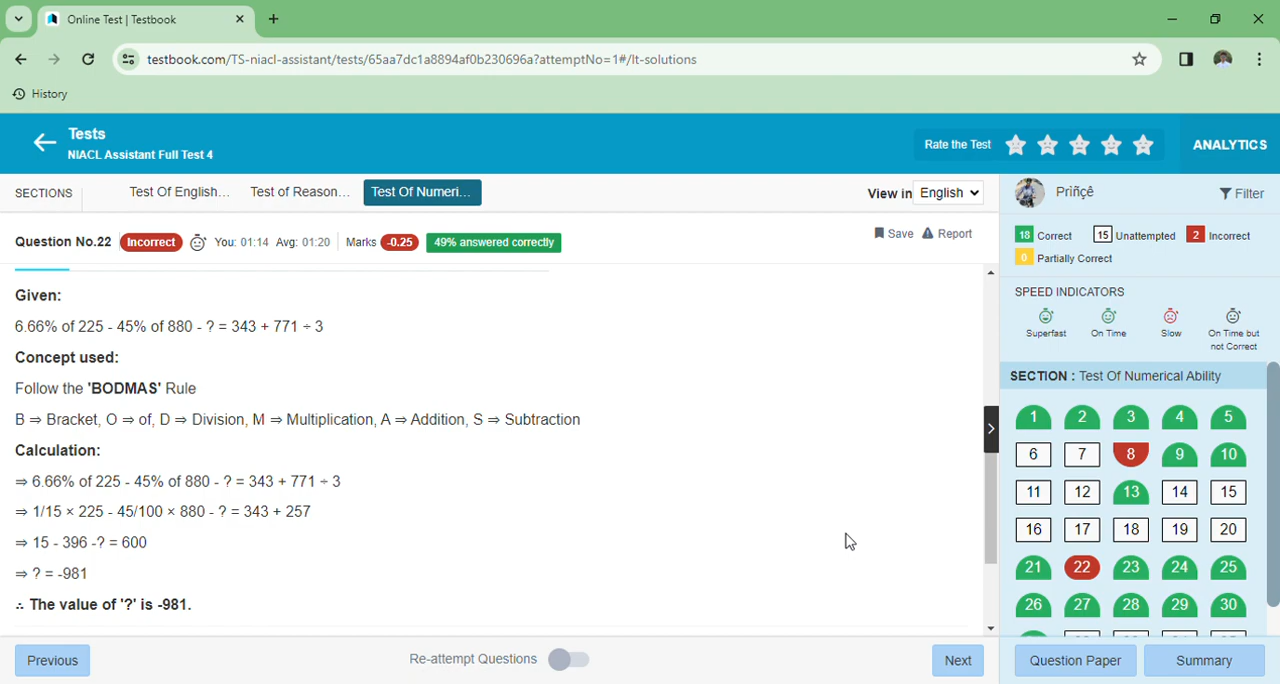 Online Test | Testbook
testbook.com/TS-niacl-assistant/tests/65aa7dc1a8894af0b230696a?attemptNo=1#/lt-solutions
History
Tests
NIACL Assistant Full Test 4
Rate the Test
ANALYTICS
SECTIONS
Test Of English...
Test of Reason...
Test Of Numeri...
View in English
Priñçê
Filter
Question No.22 Incorrect You: 01:14 Avg: 01:20 Marks -0.25 49% answered correctly
Save Report
18 Correct 15 Unattempted 2 Incorrect
0 Partially Correct
SPEED INDICATORS
Superfast On Time Slow On Time but not Correct
Given:
6.66% of 225 - 45% of 880 - ? = 343 + 771 ÷ 3
Concept used:
Follow the 'BODMAS' Rule
B ⇒ Bracket, O ⇒ of, D ⇒ Division, M ⇒ Multiplication, A ⇒ Addition, S ⇒ Subtraction
Calculation:
⇒ 6.66% of 225 - 45% of 880 - ? = 343 + 771 ÷ 3
⇒ 1/15 × 225 - 45/100 × 880 - ? = 343 + 257
⇒ 15 - 396 -? = 600
⇒ ? = -981
∴ The value of '?' is -981.
SECTION : Test Of Numerical Ability
1 2 3 4 5
6 7 8 9 10
11 12 13 14 15
16 17 18 19 20
21 22 23 24 25
26 27 28 29 30
Previous
Re-attempt Questions
Next
Question Paper
Summary